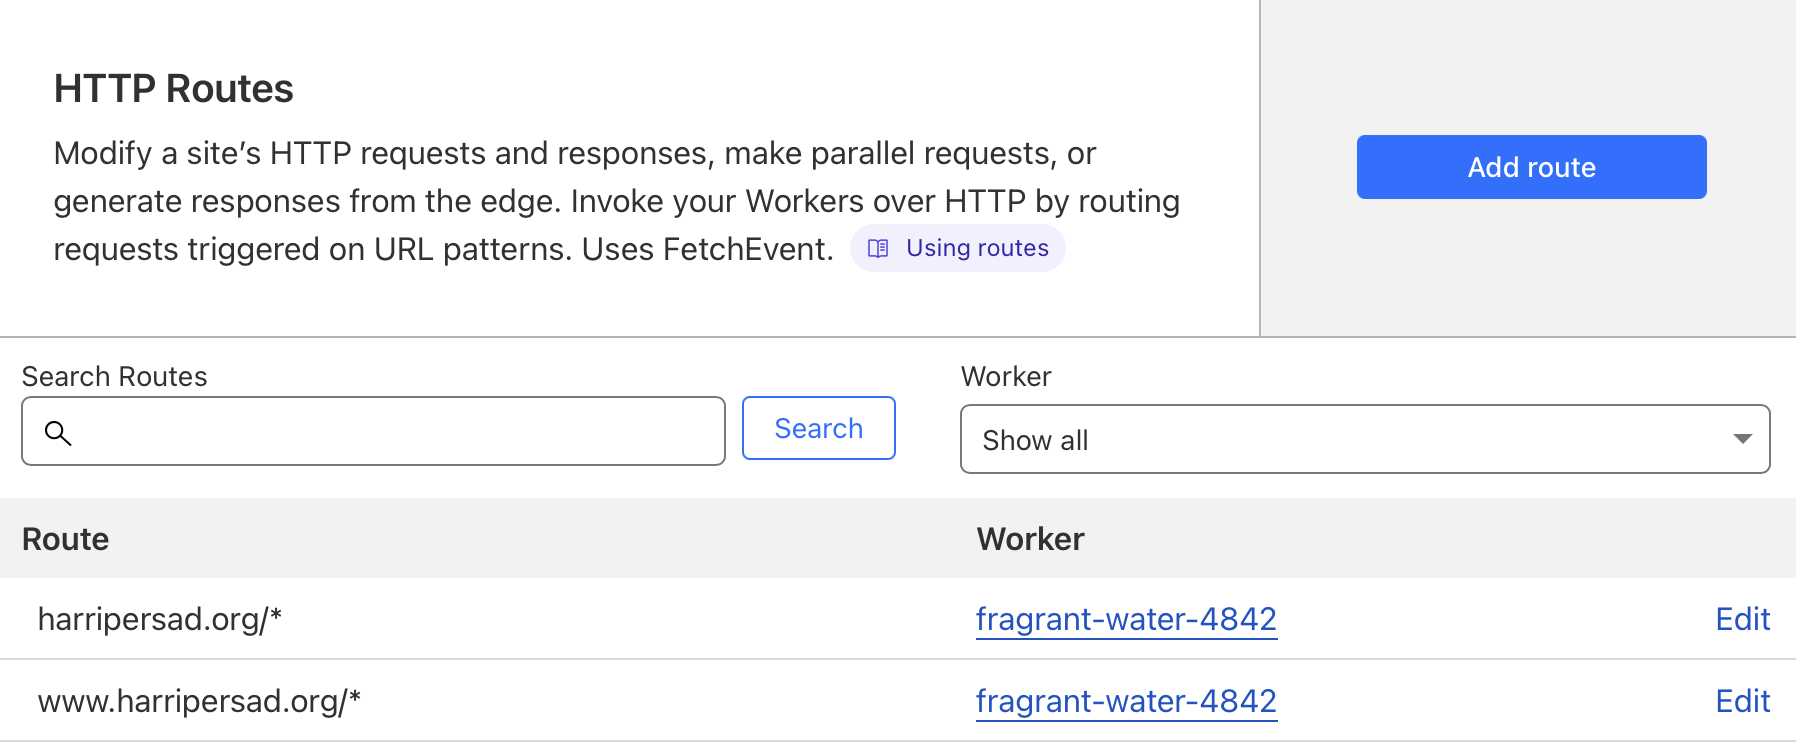 HTTP Routes
Modify a site’s HTTP requests and responses, make parallel requests, or
generate responses from the edge. Invoke your Workers over HTTP by routing
requests triggered on URL patterns. Uses FetchEvent. Using routes
Add route
Search Routes
Search
Worker
Show all
Route Worker
harripersad.org/* fragrant-water-4842 Edit
www.harripersad.org/* fragrant-water-4842 Edit